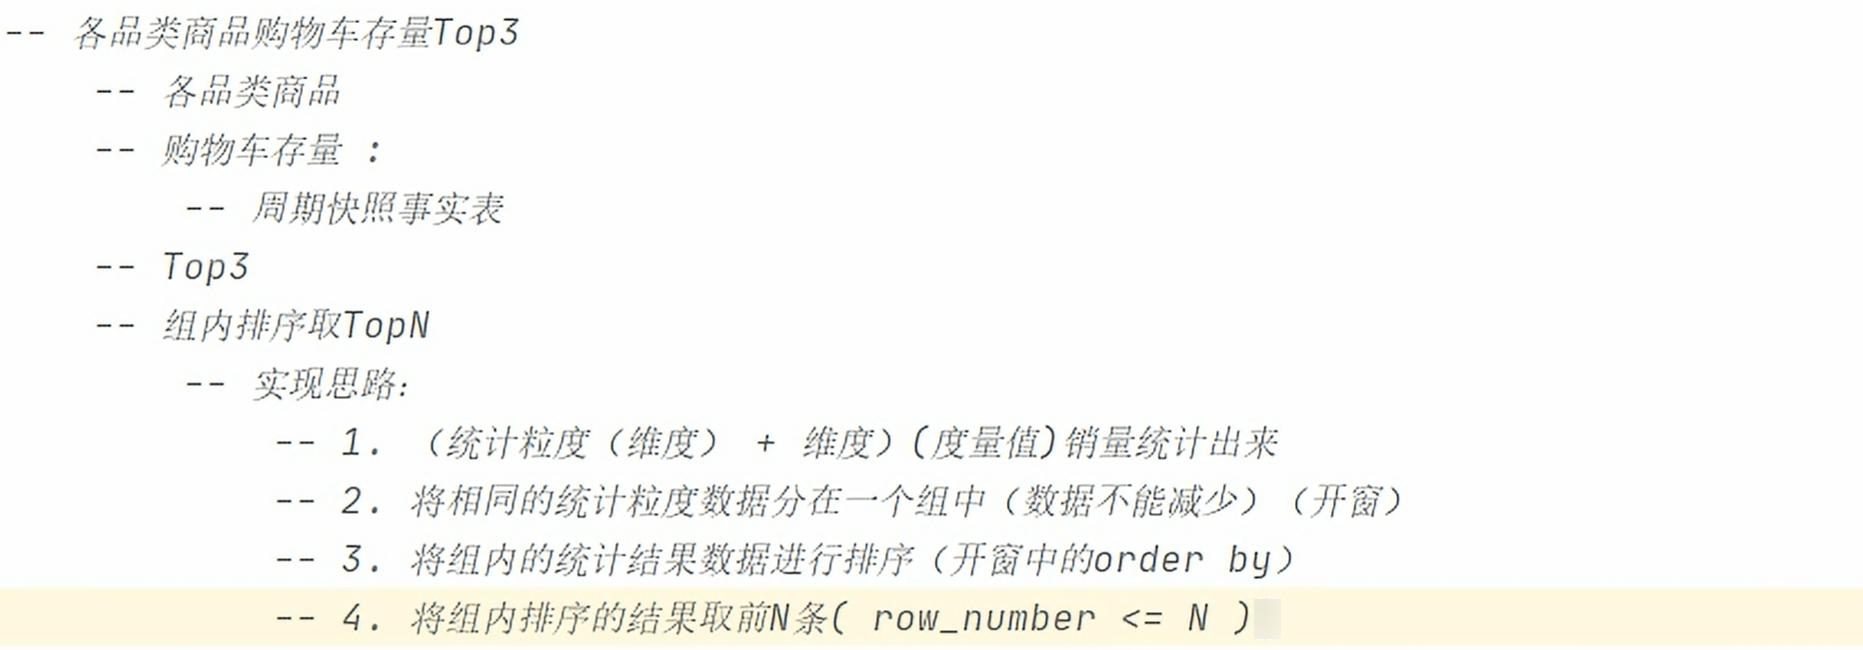 -- 各品类商品购物车存量Top3
-- 各品类商品
-- 购物车存量 :
-- 周期快照事实表
-- Top3
-- 组内排序取TopN
-- 实现思路:
-- 1. （统计粒度（维度） + 维度）(度量值)销量统计出来
-- 2. 将相同的统计粒度数据分在一个组中（数据不能减少）（开窗）
-- 3. 将组内的统计结果数据进行排序（开窗中的order by）
-- 4. 将组内排序的结果取前N条( row_number <= N )